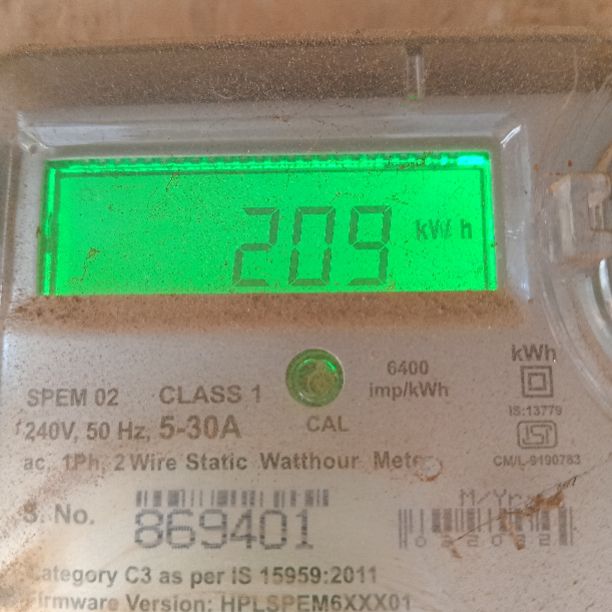 209 kWh
kWh
6400
imp/kWh
SPEM 02 CLASS 1
IS:13779
240V, 50 Hz, 5-30A
CAL
ISI
CM/L-9190783
ac, 1Ph, 2 Wire Static Watthour Meter
M/Yr.
S. No.
869401
022022
Category C3 as per IS 15959:2011
Firmware Version: HPLSPEM6XXX01